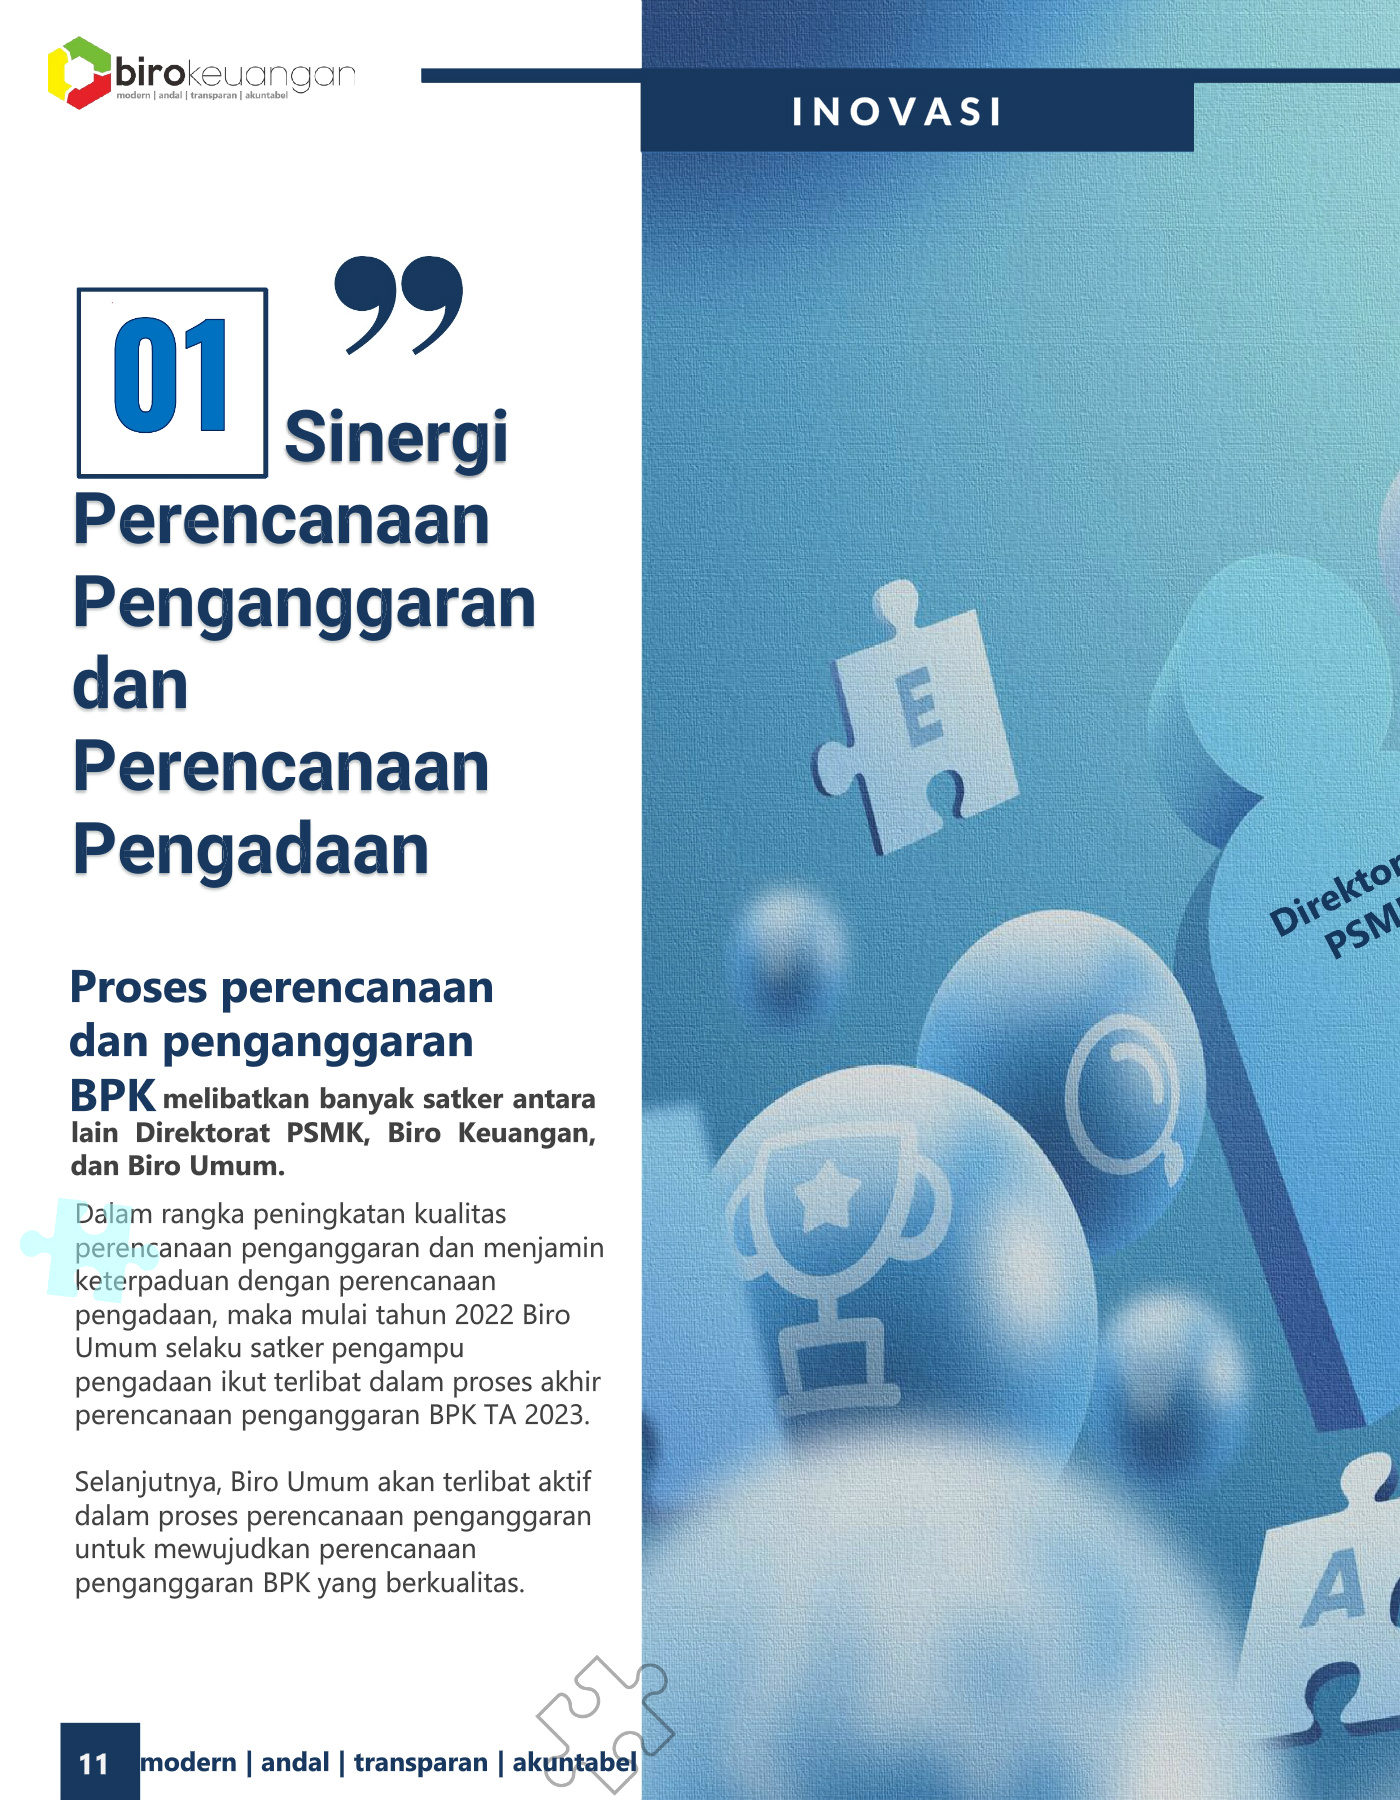 birokeuangan
modern | andal | transparan | akuntabel
INOVASI
01
Sinergi
Perencanaan
Penganggaran
dan
Perencanaan
Pengadaan
Proses perencanaan
dan penganggaran
BPK melibatkan banyak satker antara
lain Direktorat PSMK, Biro Keuangan,
dan Biro Umum.
Dalam rangka peningkatan kualitas
perencanaan penganggaran dan menjamin
keterpaduan dengan perencanaan
pengadaan, maka mulai tahun 2022 Biro
Umum selaku satker pengampu
pengadaan ikut terlibat dalam proses akhir
perencanaan penganggaran BPK TA 2023.
Selanjutnya, Biro Umum akan terlibat aktif
dalam proses perencanaan penganggaran
untuk mewujudkan perencanaan
penganggaran BPK yang berkualitas.
E
A
11
modern | andal | transparan | akuntabel